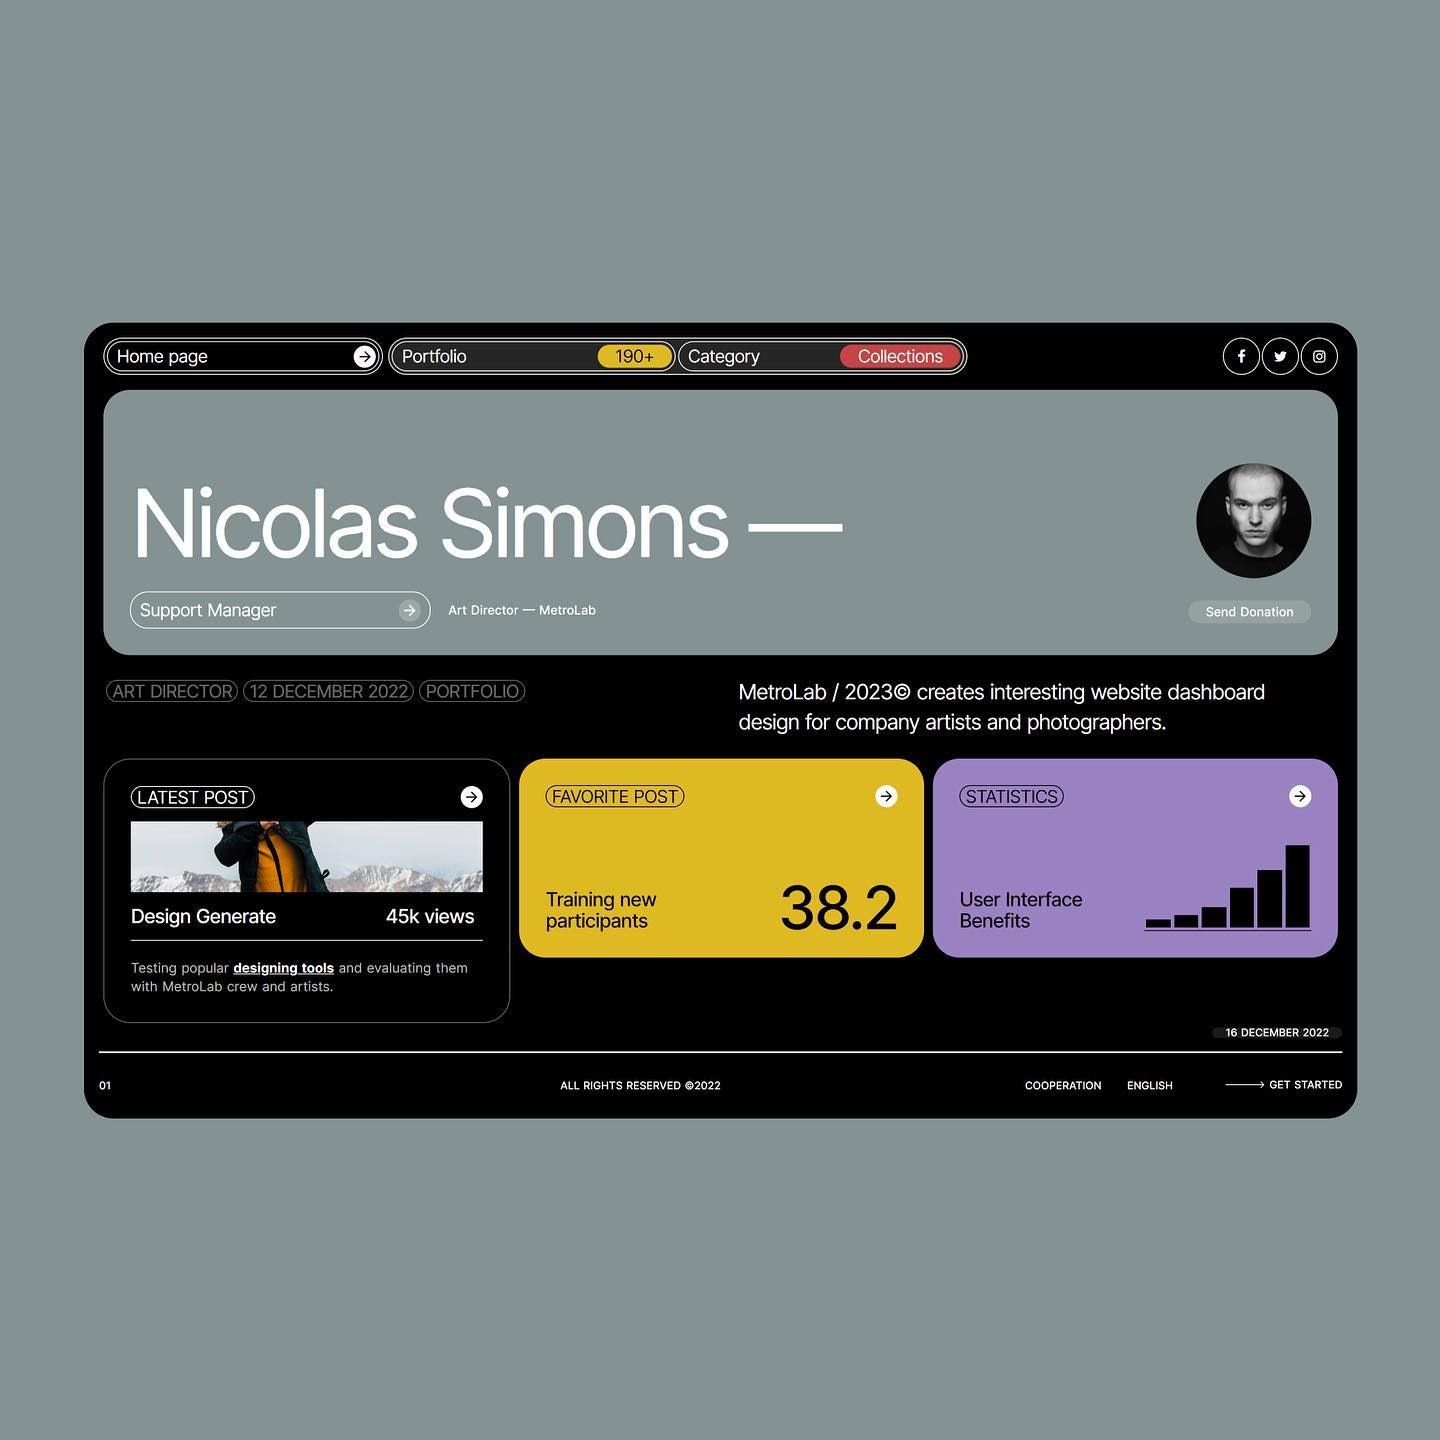 Home page
Portfolio 190+ Category Collections
Nicolas Simons —
Support Manager
Art Director — MetroLab
Send Donation
ART DIRECTOR 12 DECEMBER 2022 PORTFOLIO
MetroLab / 2023© creates interesting website dashboard
design for company artists and photographers.
LATEST POST
Design Generate 45k views
Testing popular designing tools and evaluating them
with MetroLab crew and artists.
FAVORITE POST
Training new
participants
38.2
STATISTICS
User Interface
Benefits
16 DECEMBER 2022
01
ALL RIGHTS RESERVED ©2022
COOPERATION
ENGLISH
GET STARTED